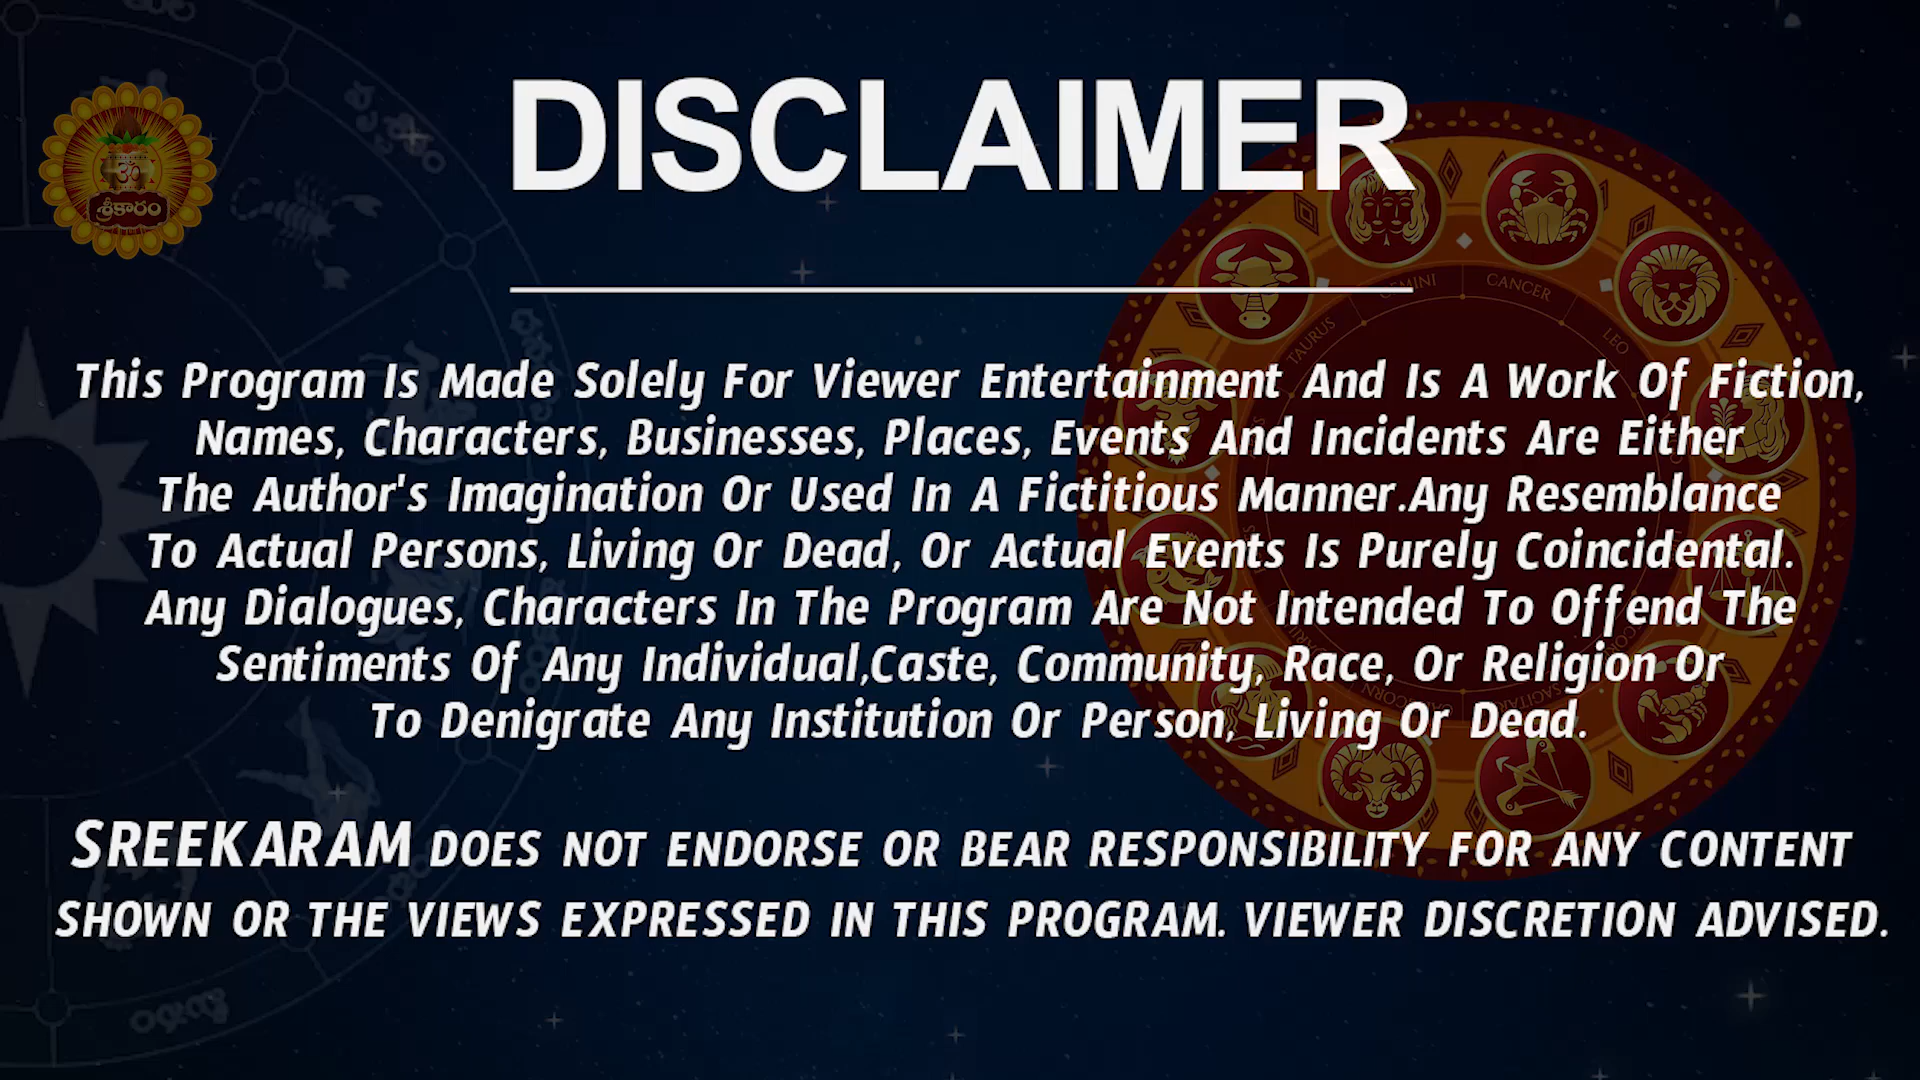 DISCLAIMER
ॐ
శ్రీకారం
GEMINI
CANCER
TAURUS
LEO
This Program Is Made Solely For Viewer Entertainment And Is A Work Of Fiction,
Names, Characters, Businesses, Places, Events And Incidents Are Either
The Author's Imagination Or Used In A Fictitious Manner.Any Resemblance
To Actual Persons, Living Or Dead, Or Actual Events Is Purely Coincidental.
Any Dialogues, Characters In The Program Are Not Intended To Offend The
Sentiments Of Any Individual,Caste, Community, Race, Or Religion Or
To Denigrate Any Institution Or Person, Living Or Dead.
SREEKARAM DOES NOT ENDORSE OR BEAR RESPONSIBILITY FOR ANY CONTENT
SHOWN OR THE VIEWS EXPRESSED IN THIS PROGRAM. VIEWER DISCRETION ADVISED.